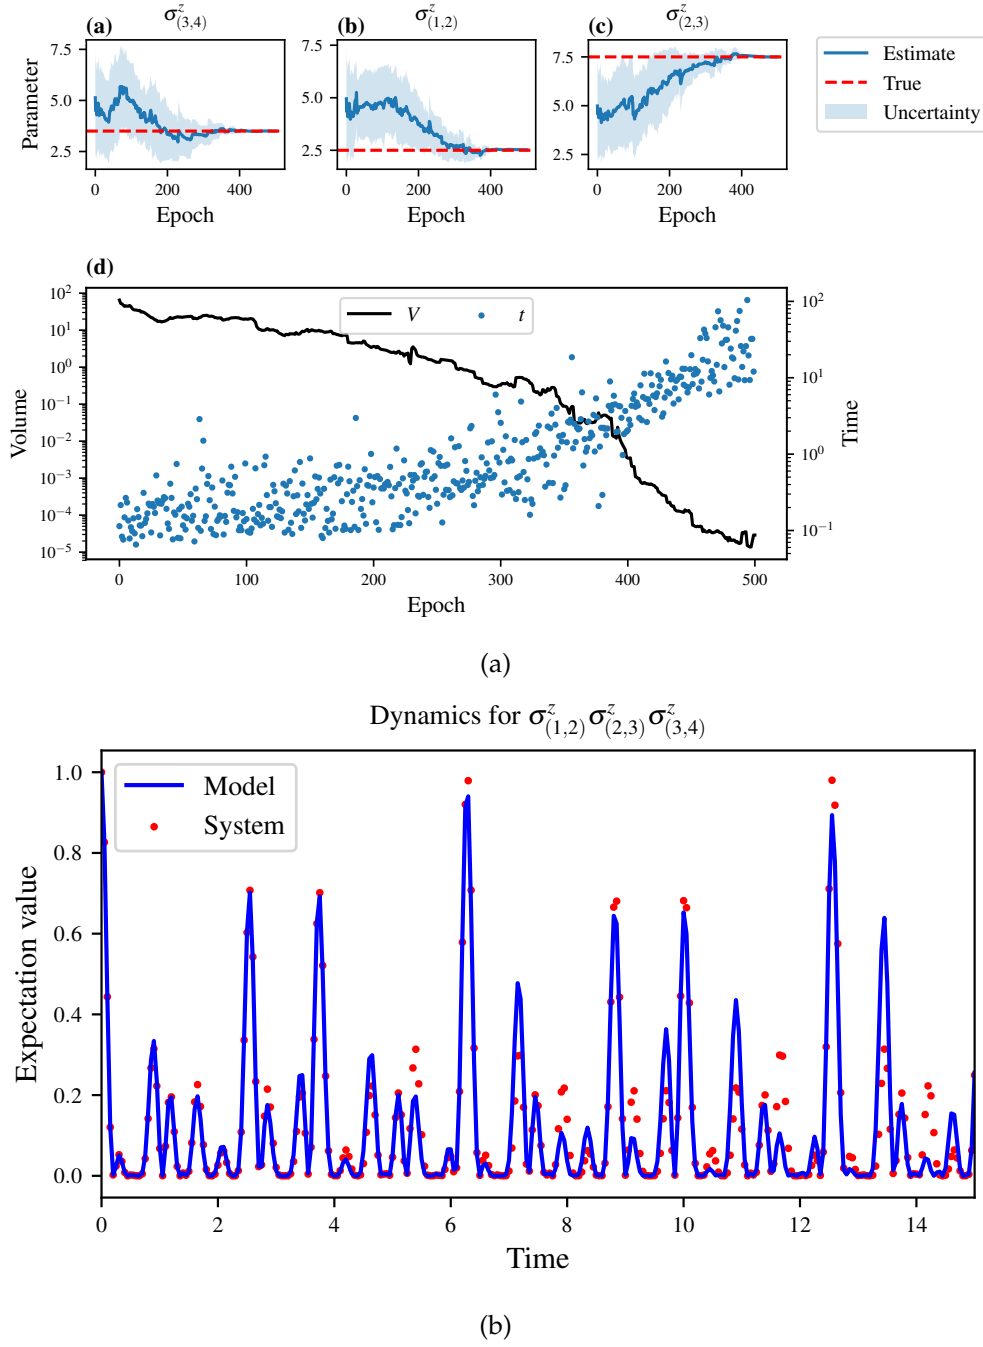 (a) σ^z_(3,4)
(b) σ^z_(1,2)
(c) σ^z_(2,3)
7.5
5.0
2.5
Parameter
0 200 400
Epoch
7.5
5.0
2.5
0 200 400
Epoch
7.5
5.0
2.5
0 200 400
Epoch
Estimate
True
Uncertainty
(d)
10^2
10^1
10^0
10^−1
10^−2
10^−3
10^−4
10^−5
Volume
V t
10^2
10^1
10^0
10^−1
Time
0 100 200 300 400 500
Epoch
(a)
Dynamics for σ^z_(1,2) σ^z_(2,3) σ^z_(3,4)
Model
System
1.0
0.8
0.6
0.4
0.2
0.0
Expectation value
0 2 4 6 8 10 12 14
Time
(b)